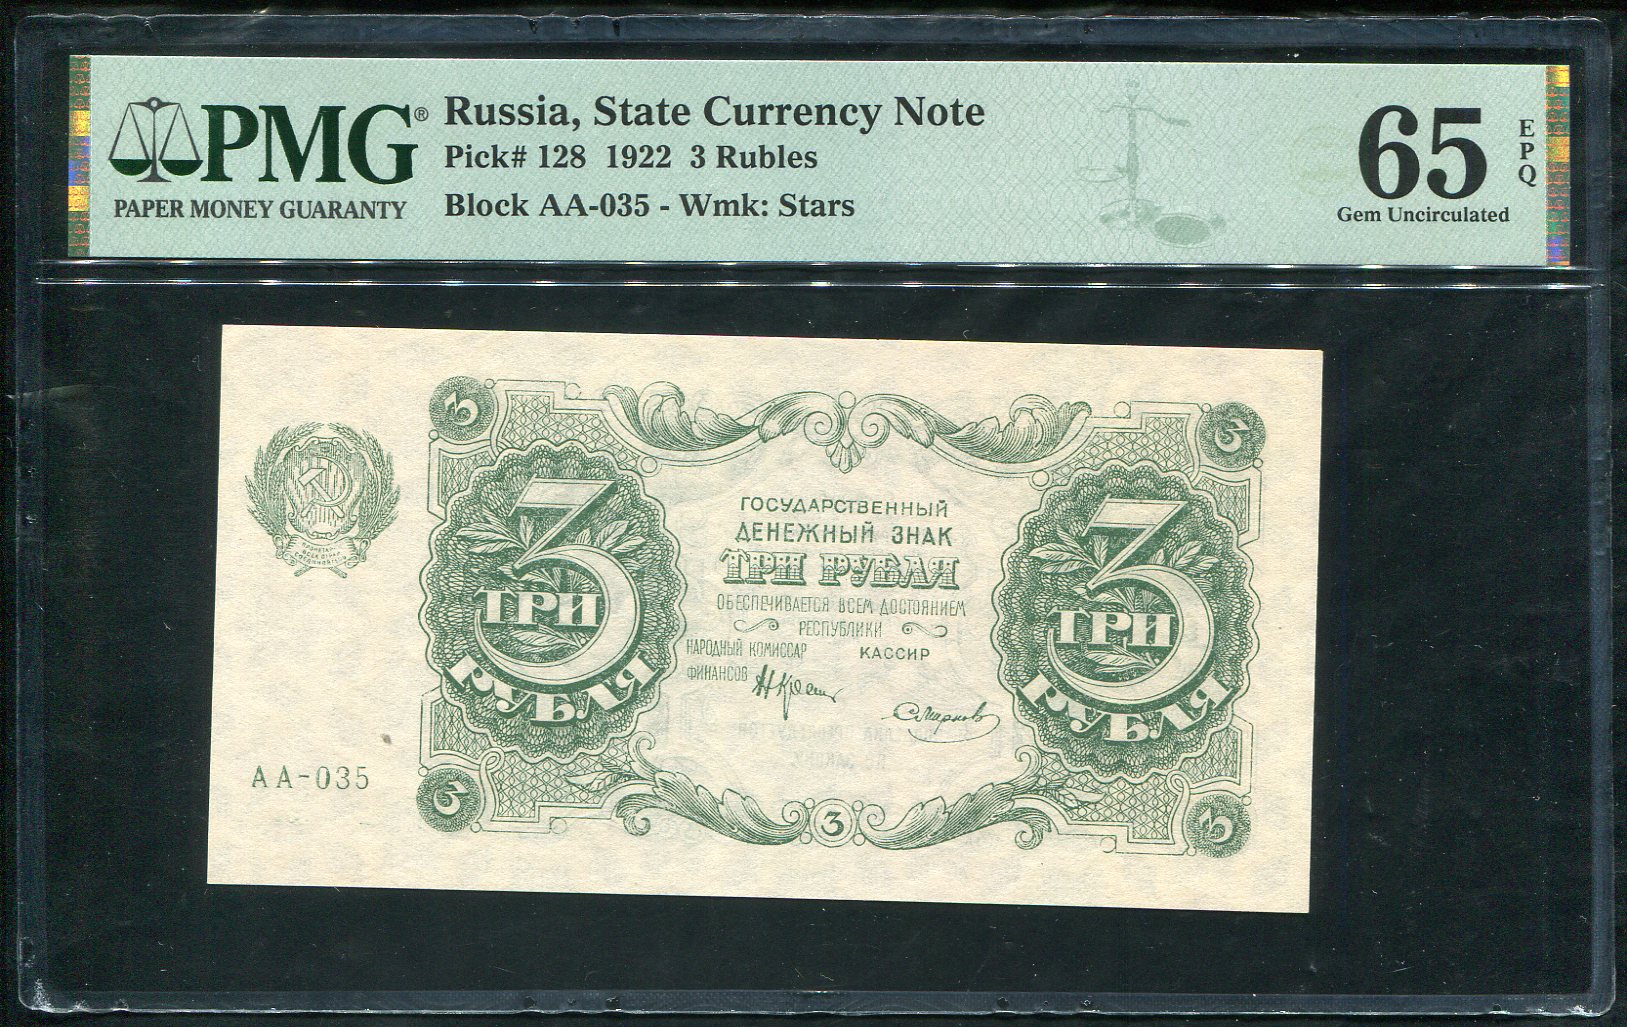 PMG®
PAPER MONEY GUARANTY
Russia, State Currency Note
Pick# 128 1922 3 Rubles
Block AA-035 - Wmk: Stars
65
EPQ
Gem Uncirculated
3
3
ГОСУДАРСТВЕННЫЙ
ДЕНЕЖНЫЙ ЗНАК
ТРИ РУБЛЯ
ОБЕСПЕЧИВАЕТСЯ ВСЕМ ДОСТОЯНИЕМ
РЕСПУБЛИКИ
НАРОДНЫЙ КОМИССАР
ФИНАНСОВ
КАССИР
3
ТРИ
РУБЛЯ
3
ТРИ
РУБЛЯ
АА-035
3
3
3